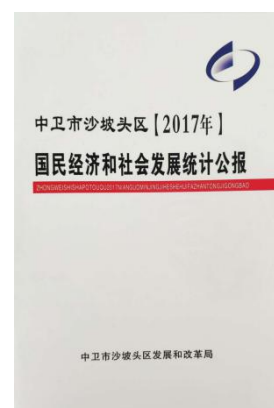 中卫市沙坡头区【2017年】
国民经济和社会发展统计公报
ZHONGWEISHISHAPOTOUQU2017NIANGUOMINJINGJIHESHEHUIFAZHANTONGJIGONGBAO
中卫市沙坡头区发展和改革局